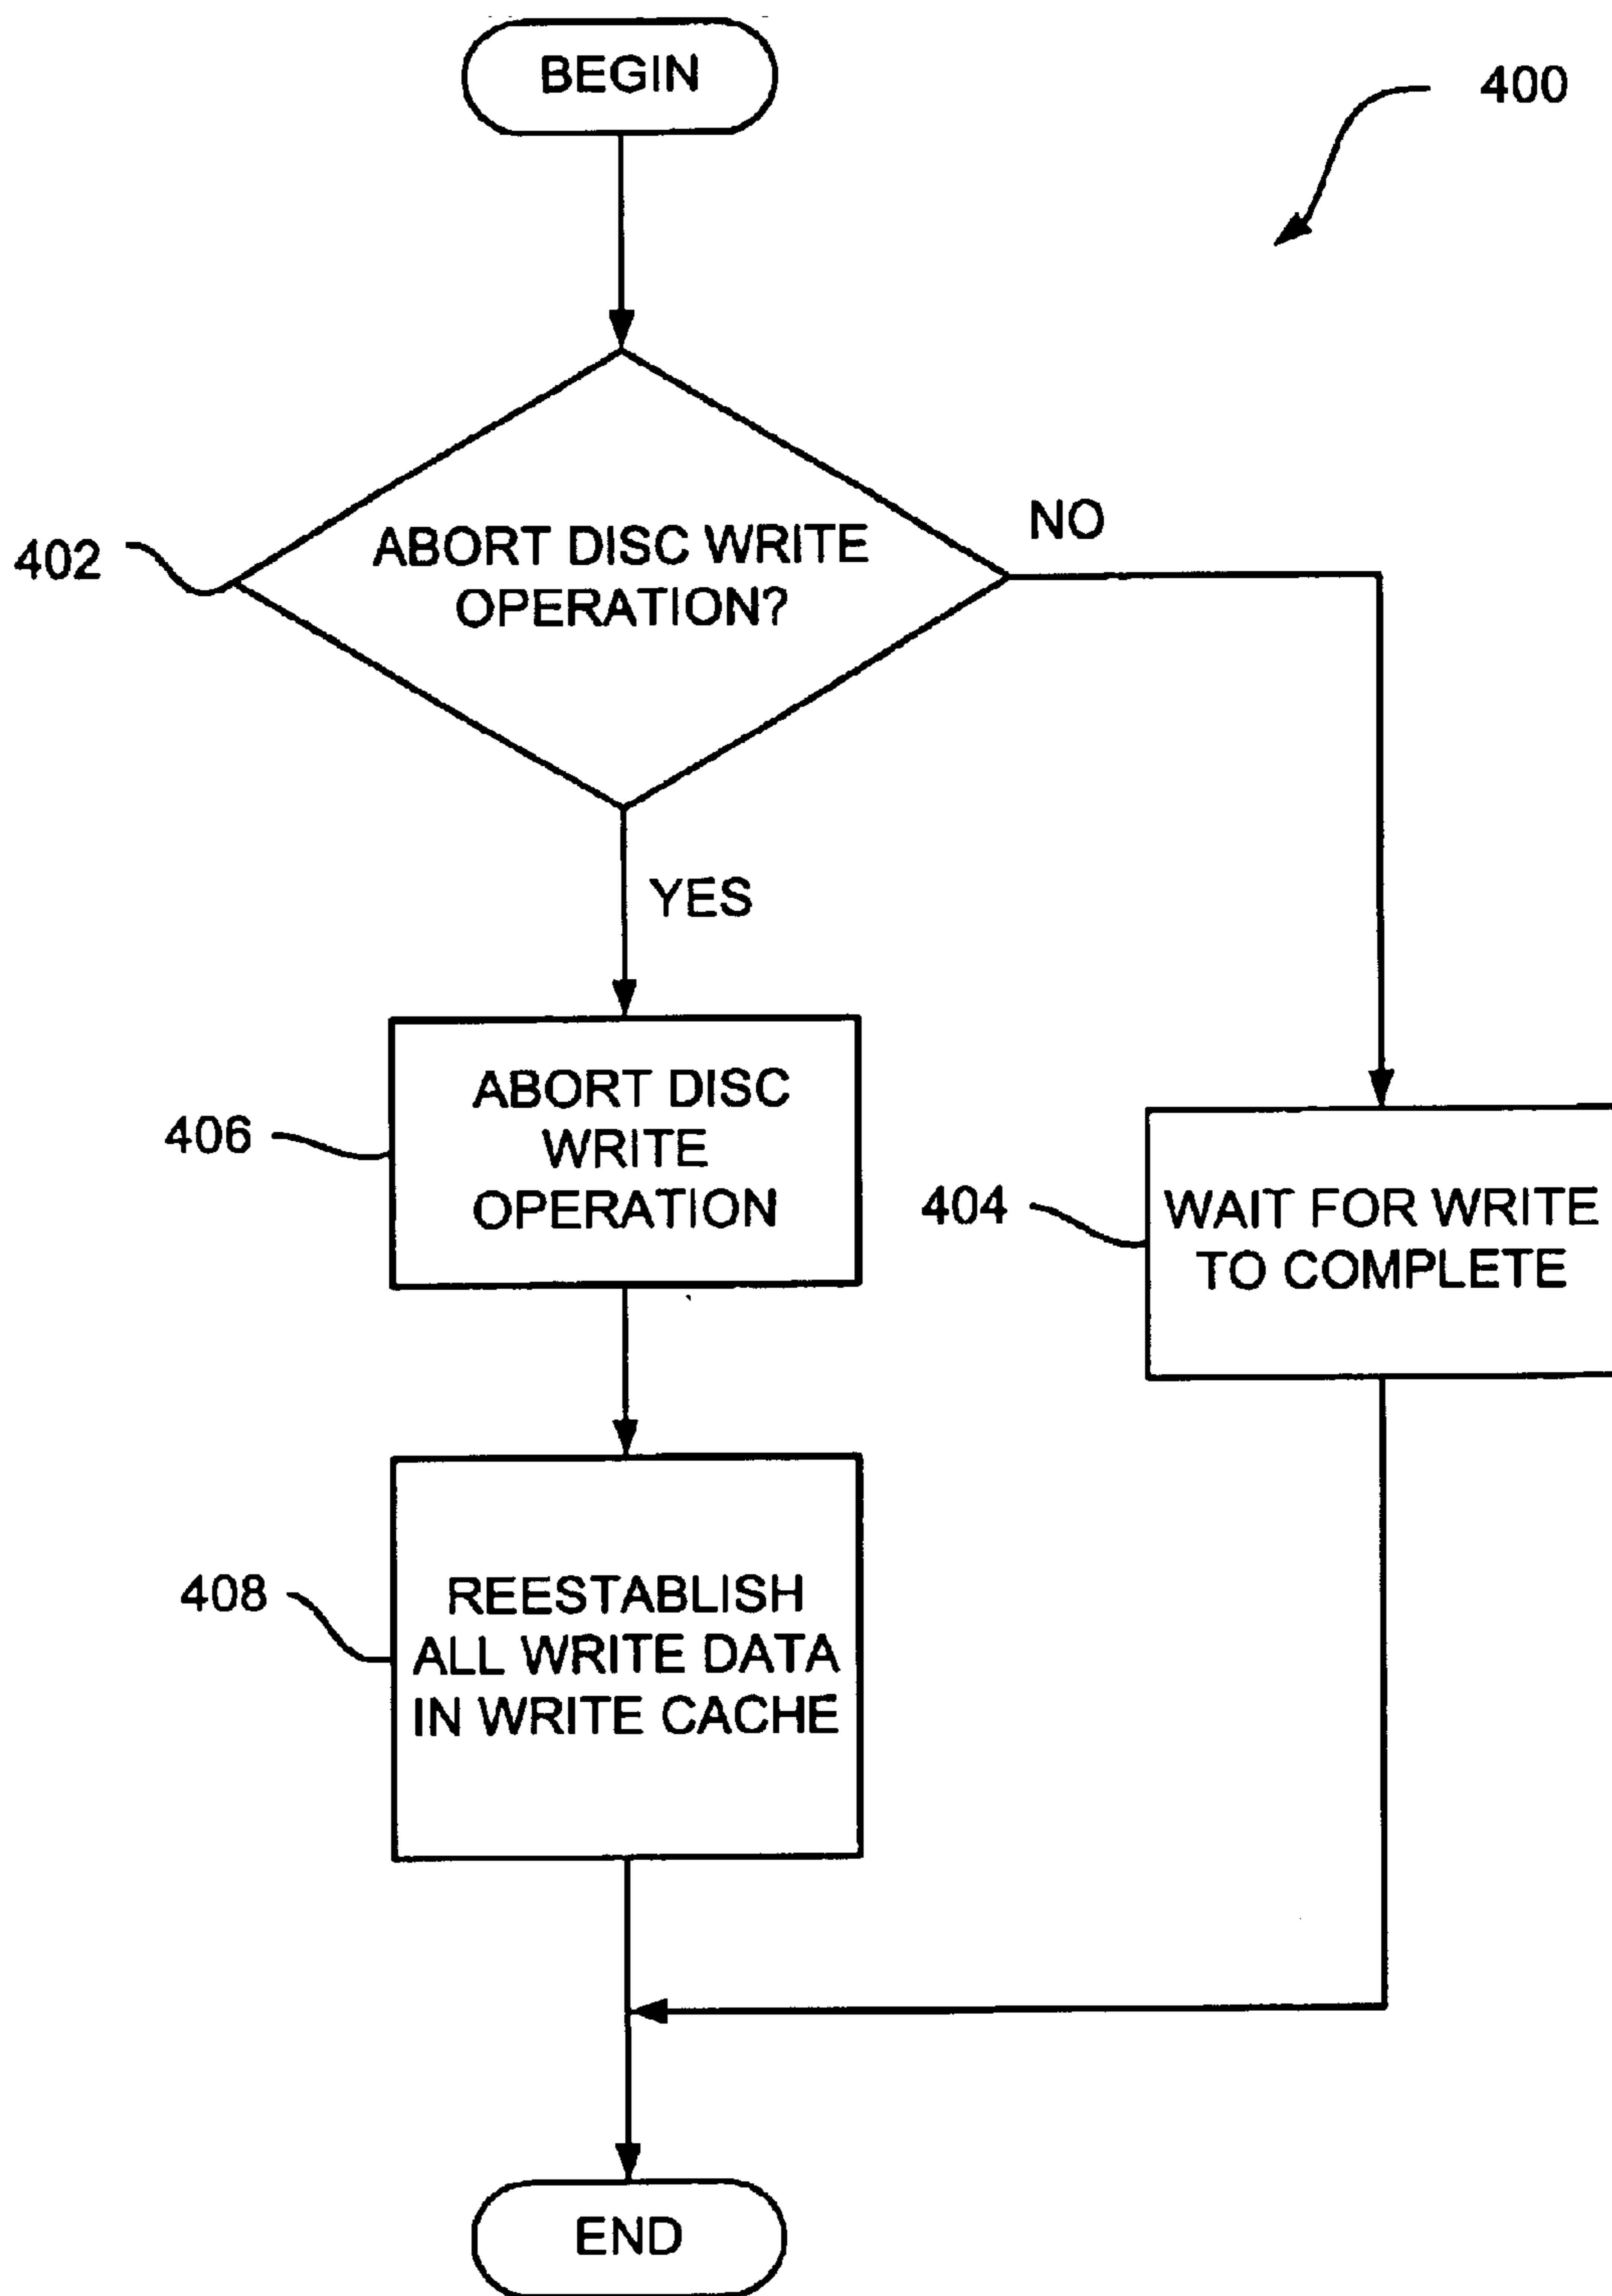 BEGIN
400
402
ABORT DISC WRITE
OPERATION?
NO
YES
406
ABORT DISC
WRITE
OPERATION
404
WAIT FOR WRITE
TO COMPLETE
408
REESTABLISH
ALL WRITE DATA
IN WRITE CACHE
END